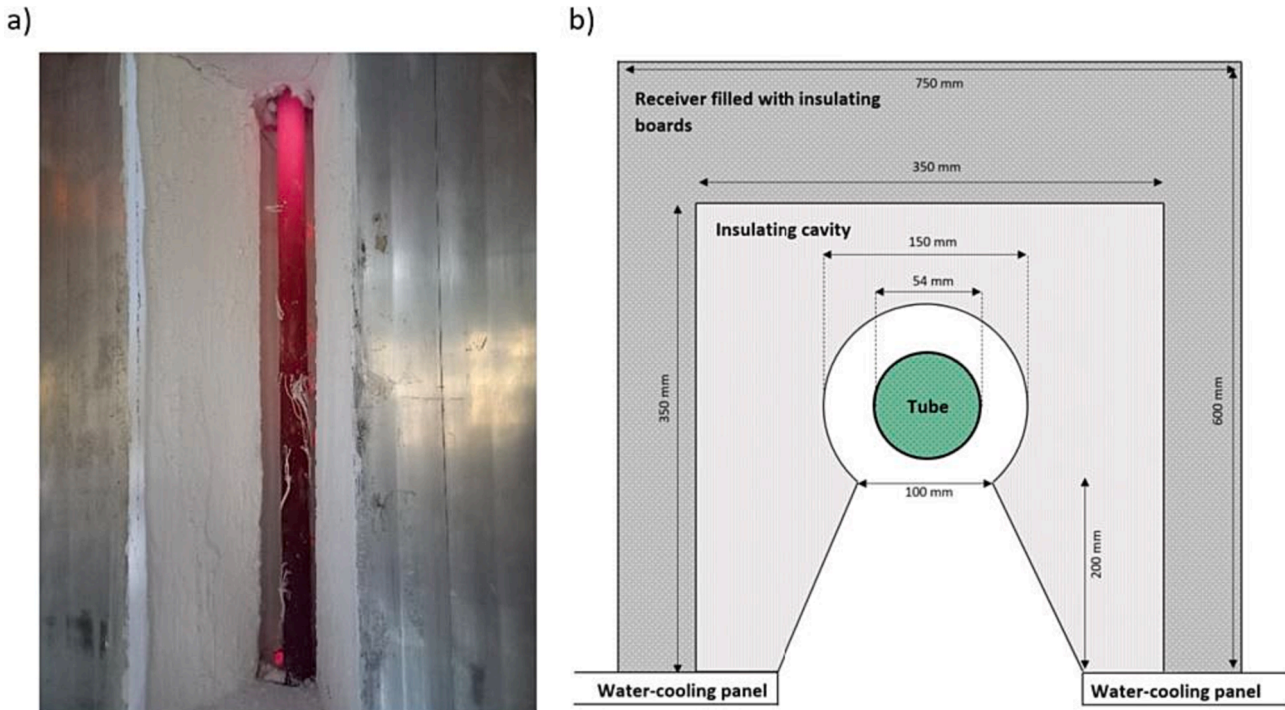 a)
b)
750 mm
Receiver filled with insulating
boards
350 mm
Insulating cavity
150 mm
54 mm
350 mm
Tube
600 mm
100 mm
200 mm
Water-cooling panel
Water-cooling panel